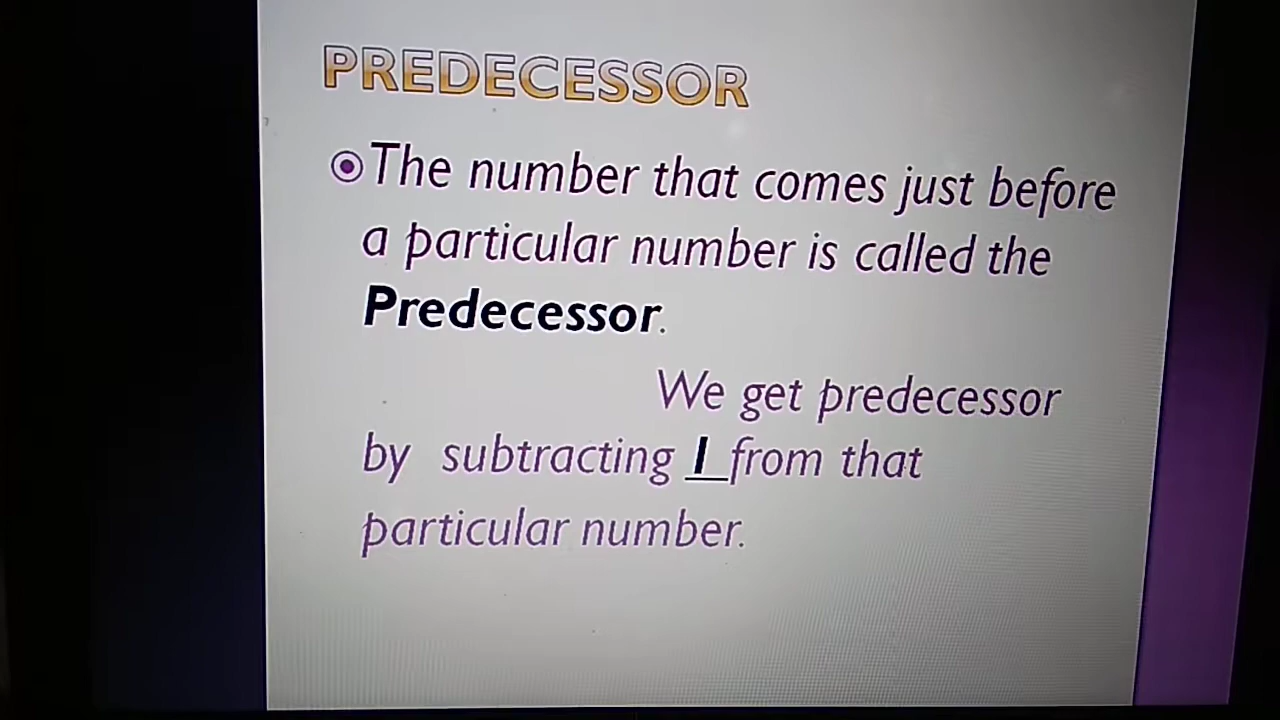 PREDECESSOR
The number that comes just before
a particular number is called the
Predecessor.
We get predecessor
by subtracting 1 from that
particular number.